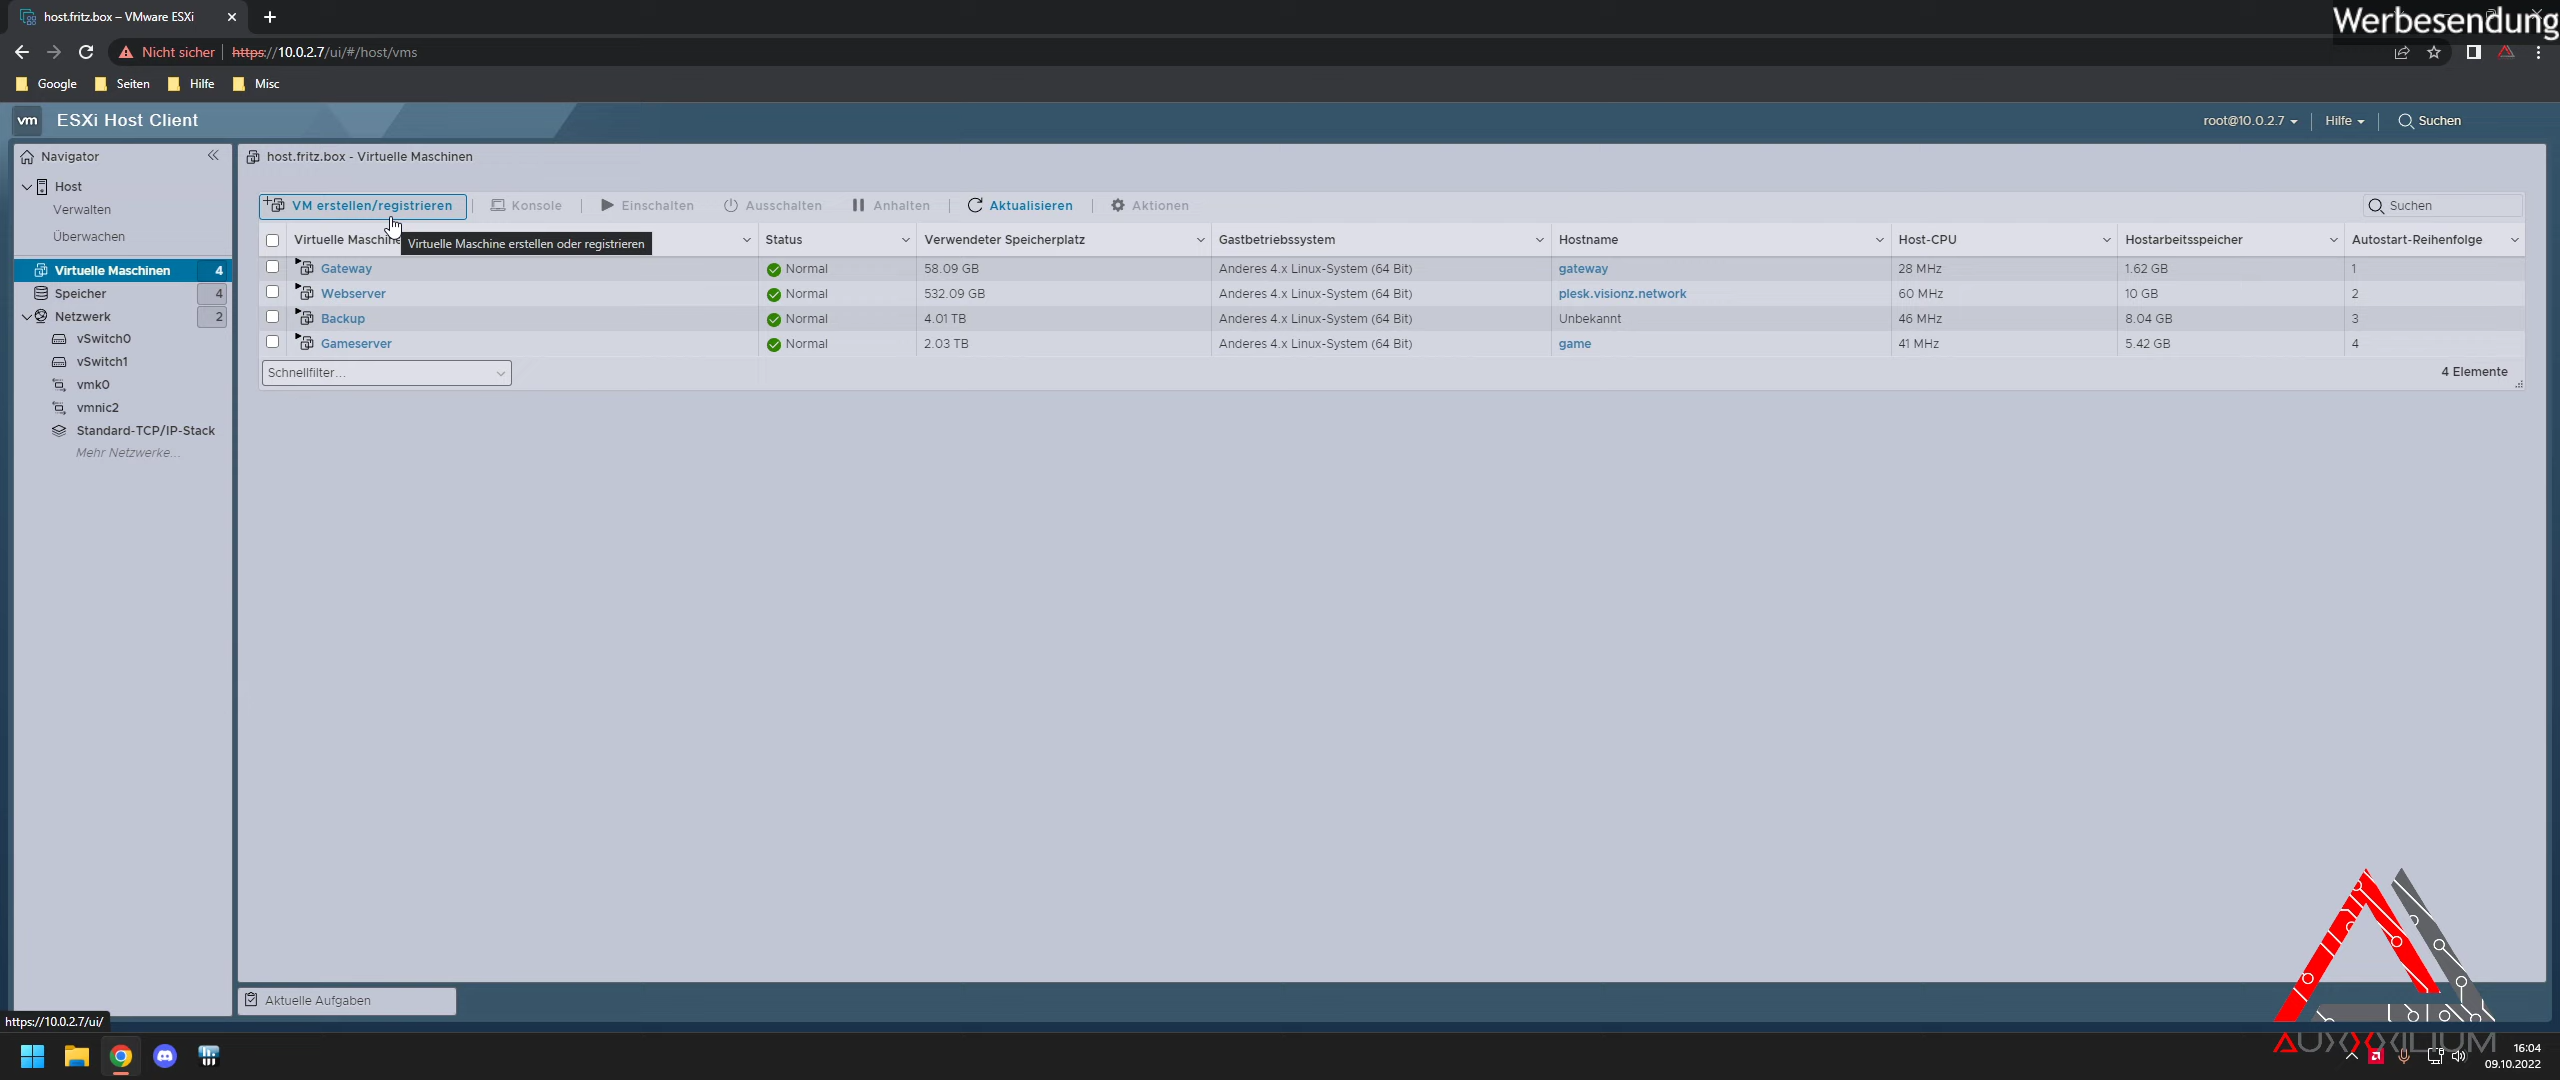 host.fritz.box – VMware ESXi
Werbesendung
Nicht sicher
https://10.0.2.7/ui/#/host/vms
Google
Seiten
Hilfe
Misc
vm
ESXi Host Client
root@10.0.2.7
Hilfe
Suchen
Navigator
host.fritz.box - Virtuelle Maschinen
Host
Verwalten
Überwachen
Virtuelle Maschinen 4
Speicher 4
Netzwerk 2
vSwitch0
vSwitch1
vmk0
vmnic2
Standard-TCP/IP-Stack
Mehr Netzwerke...
VM erstellen/registrieren
Konsole
Einschalten
Ausschalten
Anhalten
Aktualisieren
Aktionen
Suchen
Virtuelle Maschine erstellen oder registrieren
Virtuelle Maschine Status Verwendeter Speicherplatz Gastbetriebssystem Hostname Host-CPU Hostarbeitsspeicher Autostart-Reihenfolge
Gateway Normal 58.09 GB Anderes 4.x Linux-System (64 Bit) gateway 28 MHz 1.62 GB 1
Webserver Normal 532.09 GB Anderes 4.x Linux-System (64 Bit) plesk.visionz.network 60 MHz 10 GB 2
Backup Normal 4.01 TB Anderes 4.x Linux-System (64 Bit) Unbekannt 46 MHz 8.04 GB 3
Gameserver Normal 2.03 TB Anderes 4.x Linux-System (64 Bit) game 41 MHz 5.42 GB 4
Schnellfilter...
4 Elemente
Aktuelle Aufgaben
https://10.0.2.7/ui/
16:04
09.10.2022